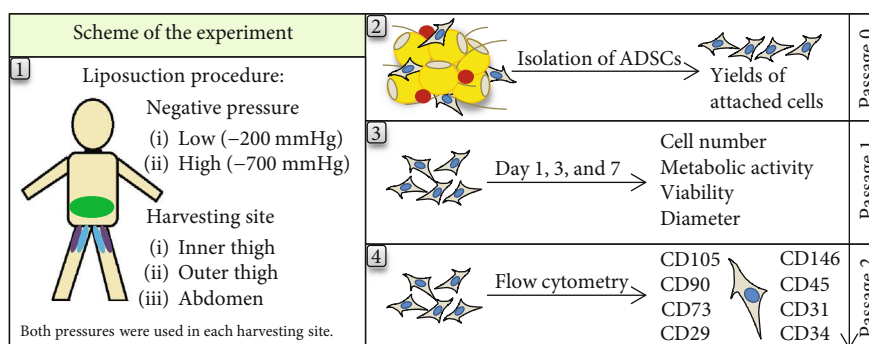 Scheme of the experiment
1
Liposuction procedure:
Negative pressure
(i) Low (−200 mmHg)
(ii) High (−700 mmHg)
Harvesting site
(i) Inner thigh
(ii) Outer thigh
(iii) Abdomen
Both pressures were used in each harvesting site.
2
Isolation of ADSCs
Yields of
attached cells
Passage 0
3
Day 1, 3, and 7
Cell number
Metabolic activity
Viability
Diameter
Passage 1
4
Flow cytometry
CD105
CD90
CD73
CD29
CD146
CD45
CD31
CD34
Passage 2